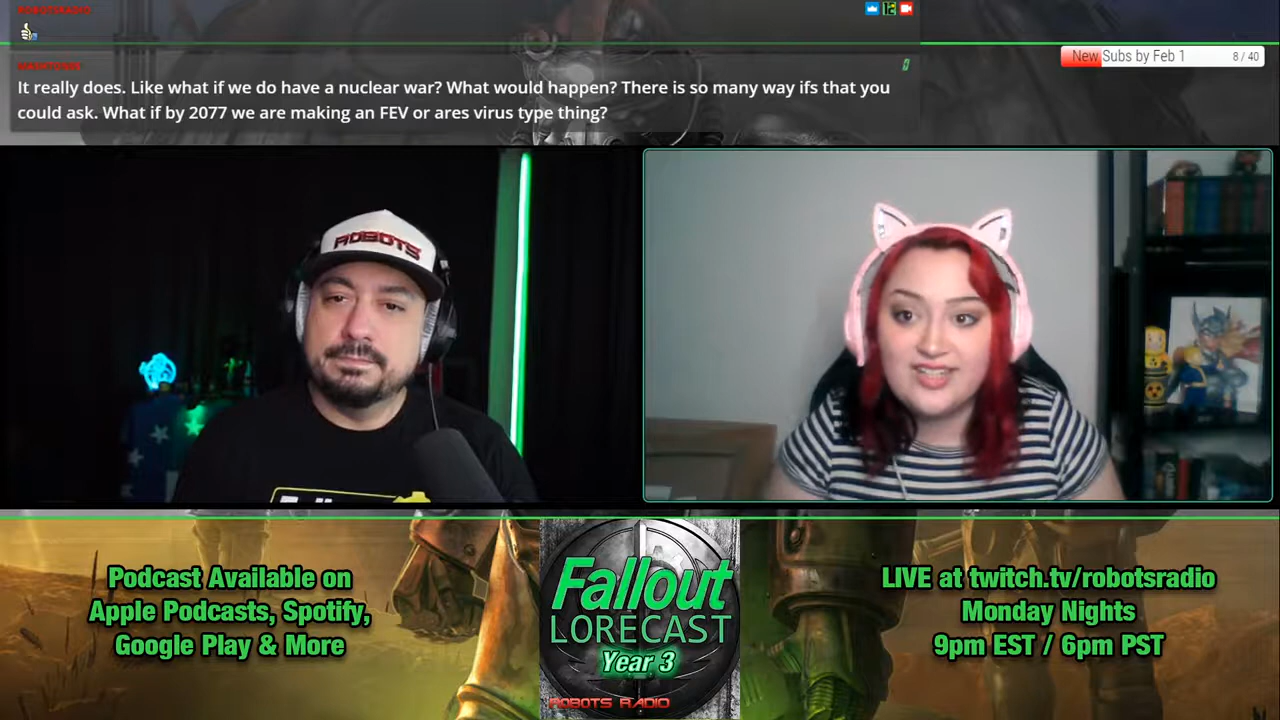 ROBOTSRADIO
New Subs by Feb 1 8 / 40
It really does. Like what if we do have a nuclear war? What would happen? There is so many way ifs that you
could ask. What if by 2077 we are making an FEV or ares virus type thing?
ROBOTS
Podcast Available on
Apple Podcasts, Spotify,
Google Play & More
Fallout
LORECAST
Year 3
ROBOTS RADIO
LIVE at twitch.tv/robotsradio
Monday Nights
9pm EST / 6pm PST